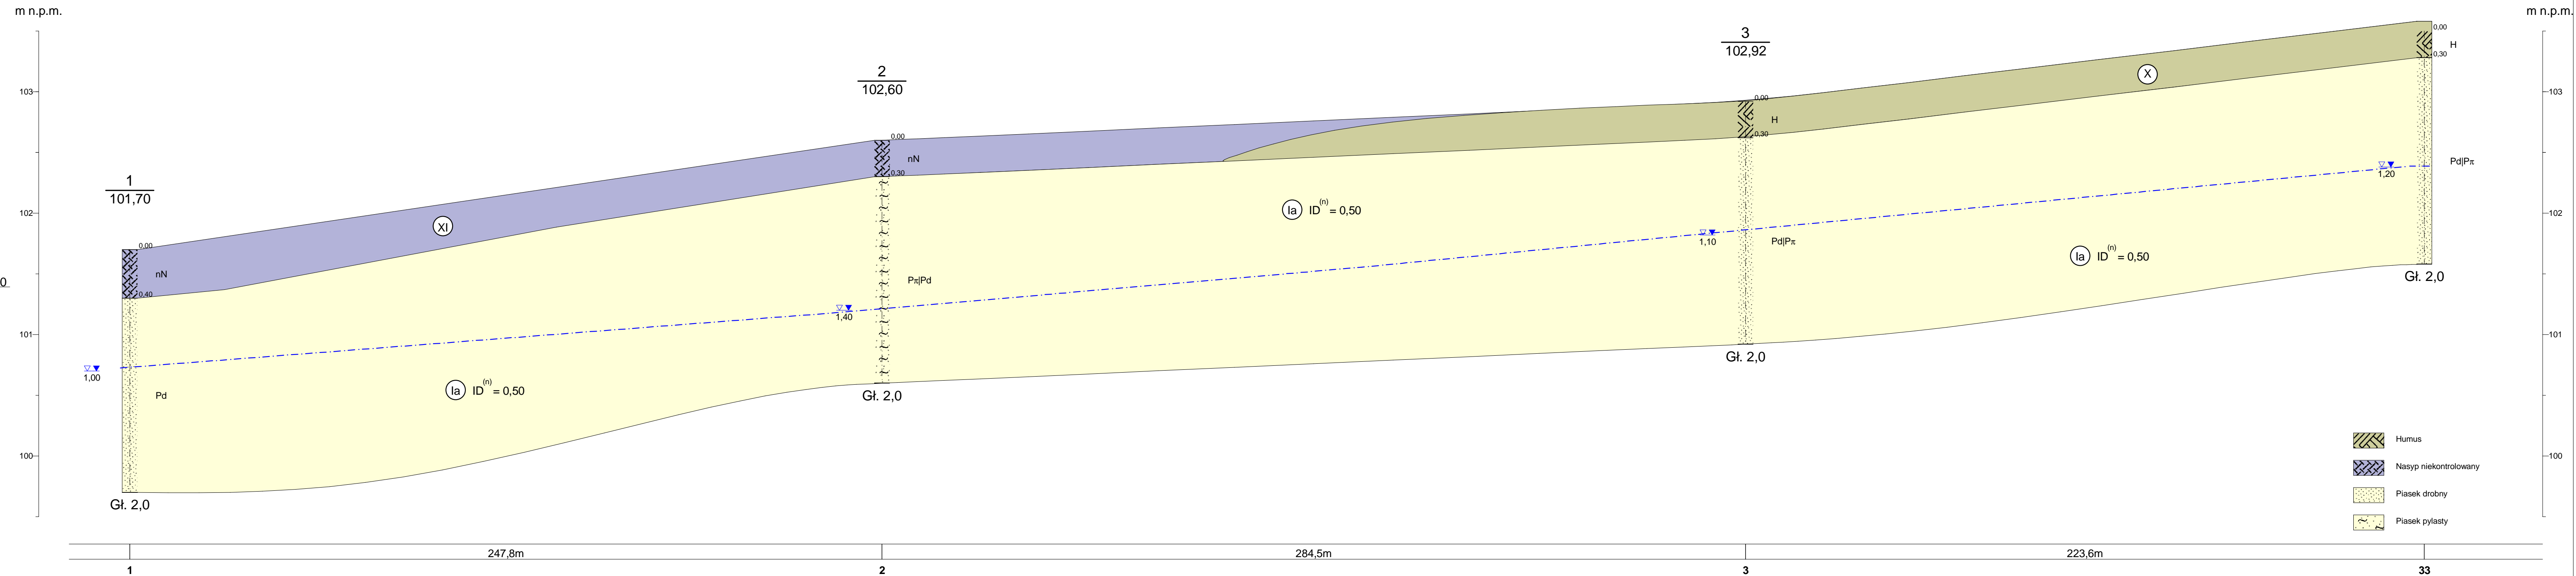 m n.p.m.
m n.p.m.
3
102,92
2
102,60
1
101,70
103
102
101
100
0
103
102
101
100
0,00
0,40
nN
Pd
1,00
Gł. 2,0
XI
Ia ID(n) = 0,50
0,00
0,30
nN
Pπ|Pd
1,40
Gł. 2,0
Ia ID(n) = 0,50
0,00
0,30
H
Pd|Pπ
1,10
Gł. 2,0
X
Ia ID(n) = 0,50
0,00
0,30
H
Pd|Pπ
1,20
Gł. 2,0
Humus
Nasyp niekontrolowany
Piasek drobny
Piasek pylasty
247,8m 284,5m 223,6m
1 2 3 33